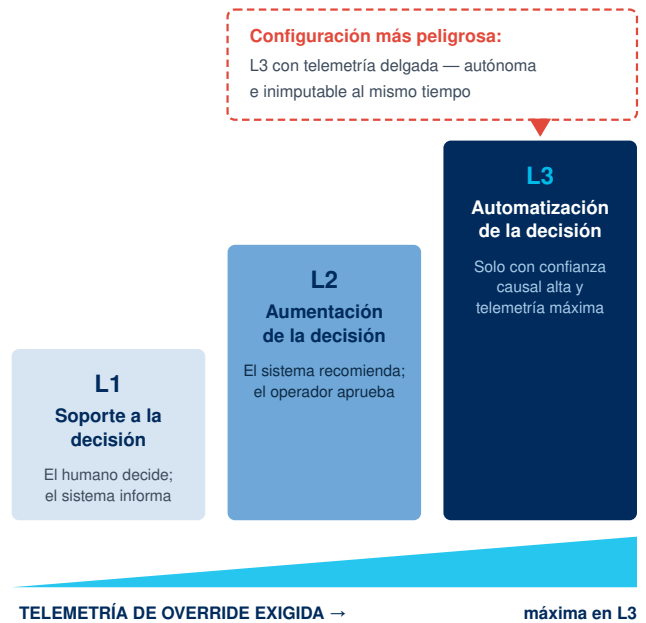 Configuración más peligrosa:
L3 con telemetría delgada — autónoma
e inimputable al mismo tiempo
L3
Automatización
de la decisión
Solo con confianza
causal alta y
telemetría máxima
L2
Aumentación
de la decisión
El sistema recomienda;
el operador aprueba
L1
Soporte a la
decisión
El humano decide;
el sistema informa
TELEMETRÍA DE OVERRIDE EXIGIDA →
máxima en L3